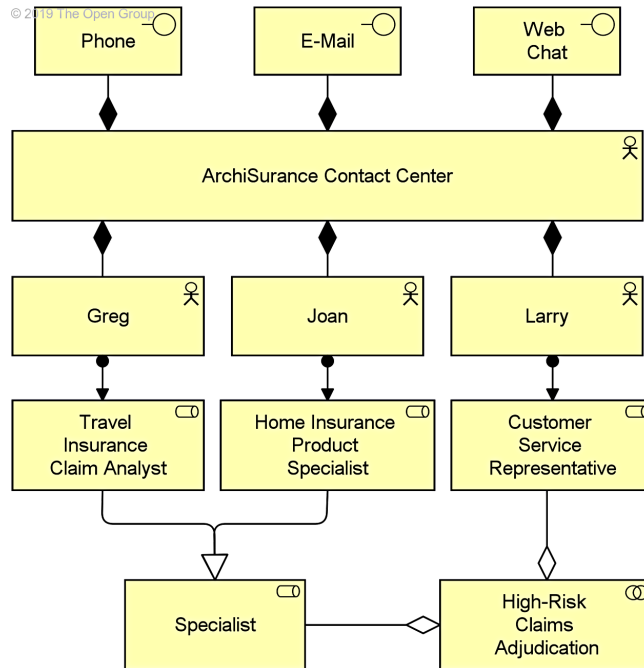 © 2019 The Open Group
Phone
E-Mail
Web
Chat
ArchiSurance Contact Center
Greg
Joan
Larry
Travel
Insurance
Claim Analyst
Home Insurance
Product
Specialist
Customer
Service
Representative
Specialist
High-Risk
Claims
Adjudication